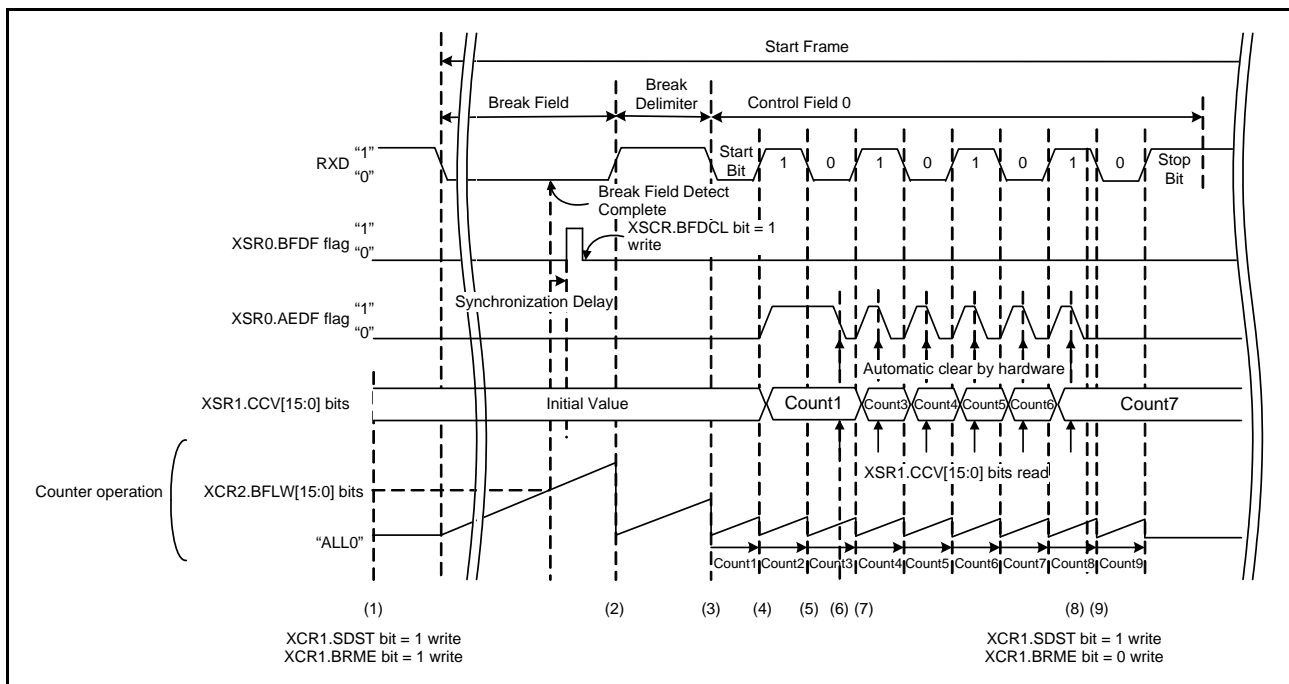 Start Frame
Break Field
Break
Delimiter
Control Field 0
RXD
“1”
“0”
Start
Bit
1
0
1
0
1
0
1
0
Stop
Bit
Break Field Detect
Complete
XSR0.BFDF flag
“1”
“0”
XSCR.BFDCL bit = 1
write
Synchronization Delay
XSR0.AEDF flag
“1”
“0”
Automatic clear by hardware
XSR1.CCV[15:0] bits
Initial Value
Count1
Count3
Count4
Count5
Count6
Count7
XSR1.CCV[15:0] bits read
Counter operation
XCR2.BFLW[15:0] bits
“ALL0”
Count1
Count2
Count3
Count4
Count5
Count6
Count7
Count8
Count9
(1)
(2)
(3)
(4)
(5)
(6)
(7)
(8)
(9)
XCR1.SDST bit = 1 write
XCR1.BRME bit = 1 write
XCR1.SDST bit = 1 write
XCR1.BRME bit = 0 write